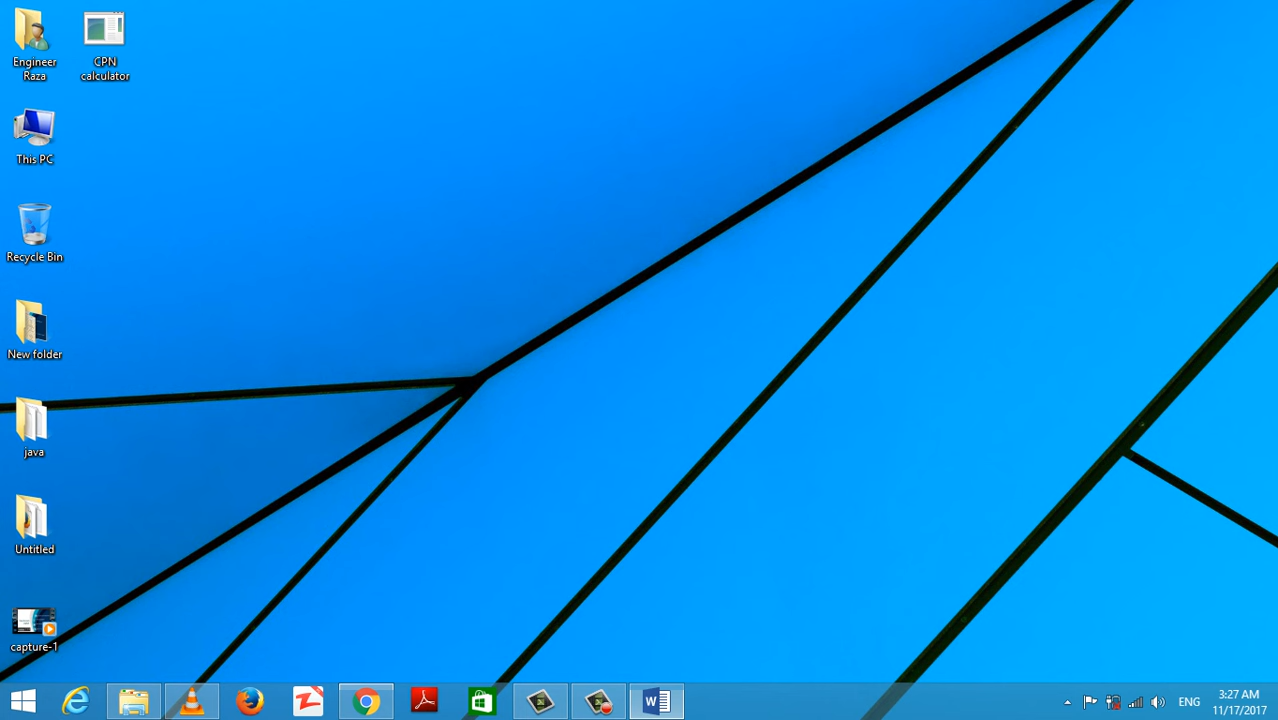 Engineer
Raza
CPN
calculator
This PC
Recycle Bin
New folder
java
Untitled
capture-1
ENG
3:27 AM
11/17/2017